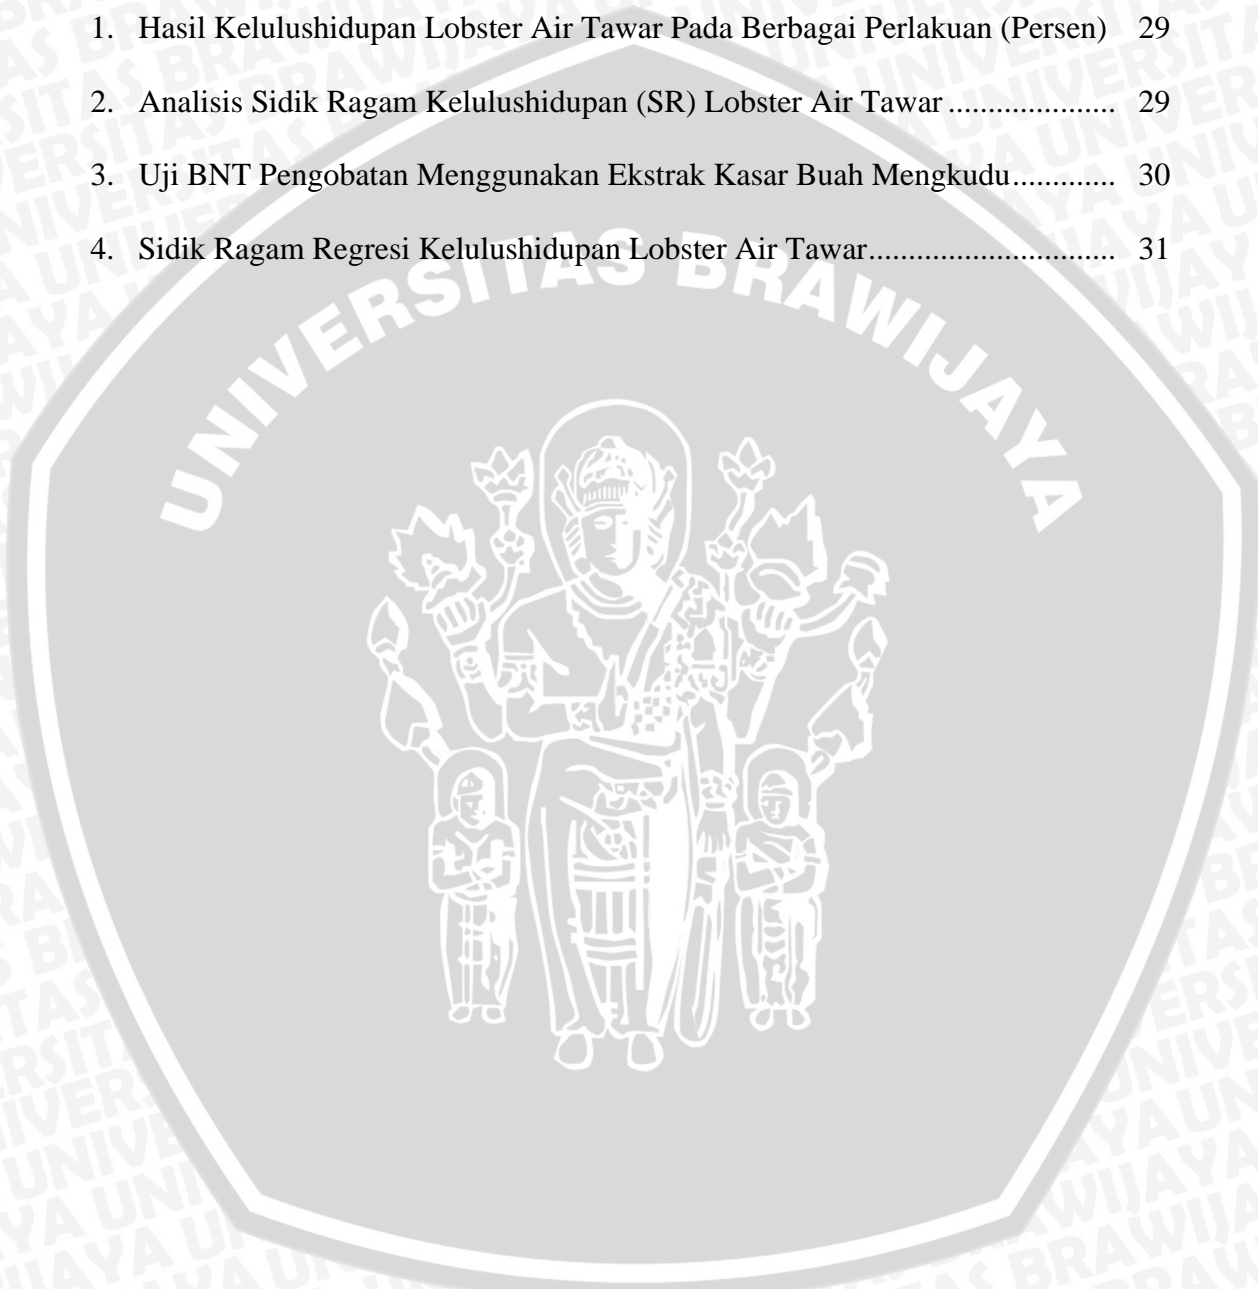 1. Hasil Kelulushidupan Lobster Air Tawar Pada Berbagai Perlakuan (Persen) 29
2. Analisis Sidik Ragam Kelulushidupan (SR) Lobster Air Tawar ..................... 29
3. Uji BNT Pengobatan Menggunakan Ekstrak Kasar Buah Mengkudu............. 30
4. Sidik Ragam Regresi Kelulushidupan Lobster Air Tawar............................... 31
UNIVERSITAS BRAWIJAYA